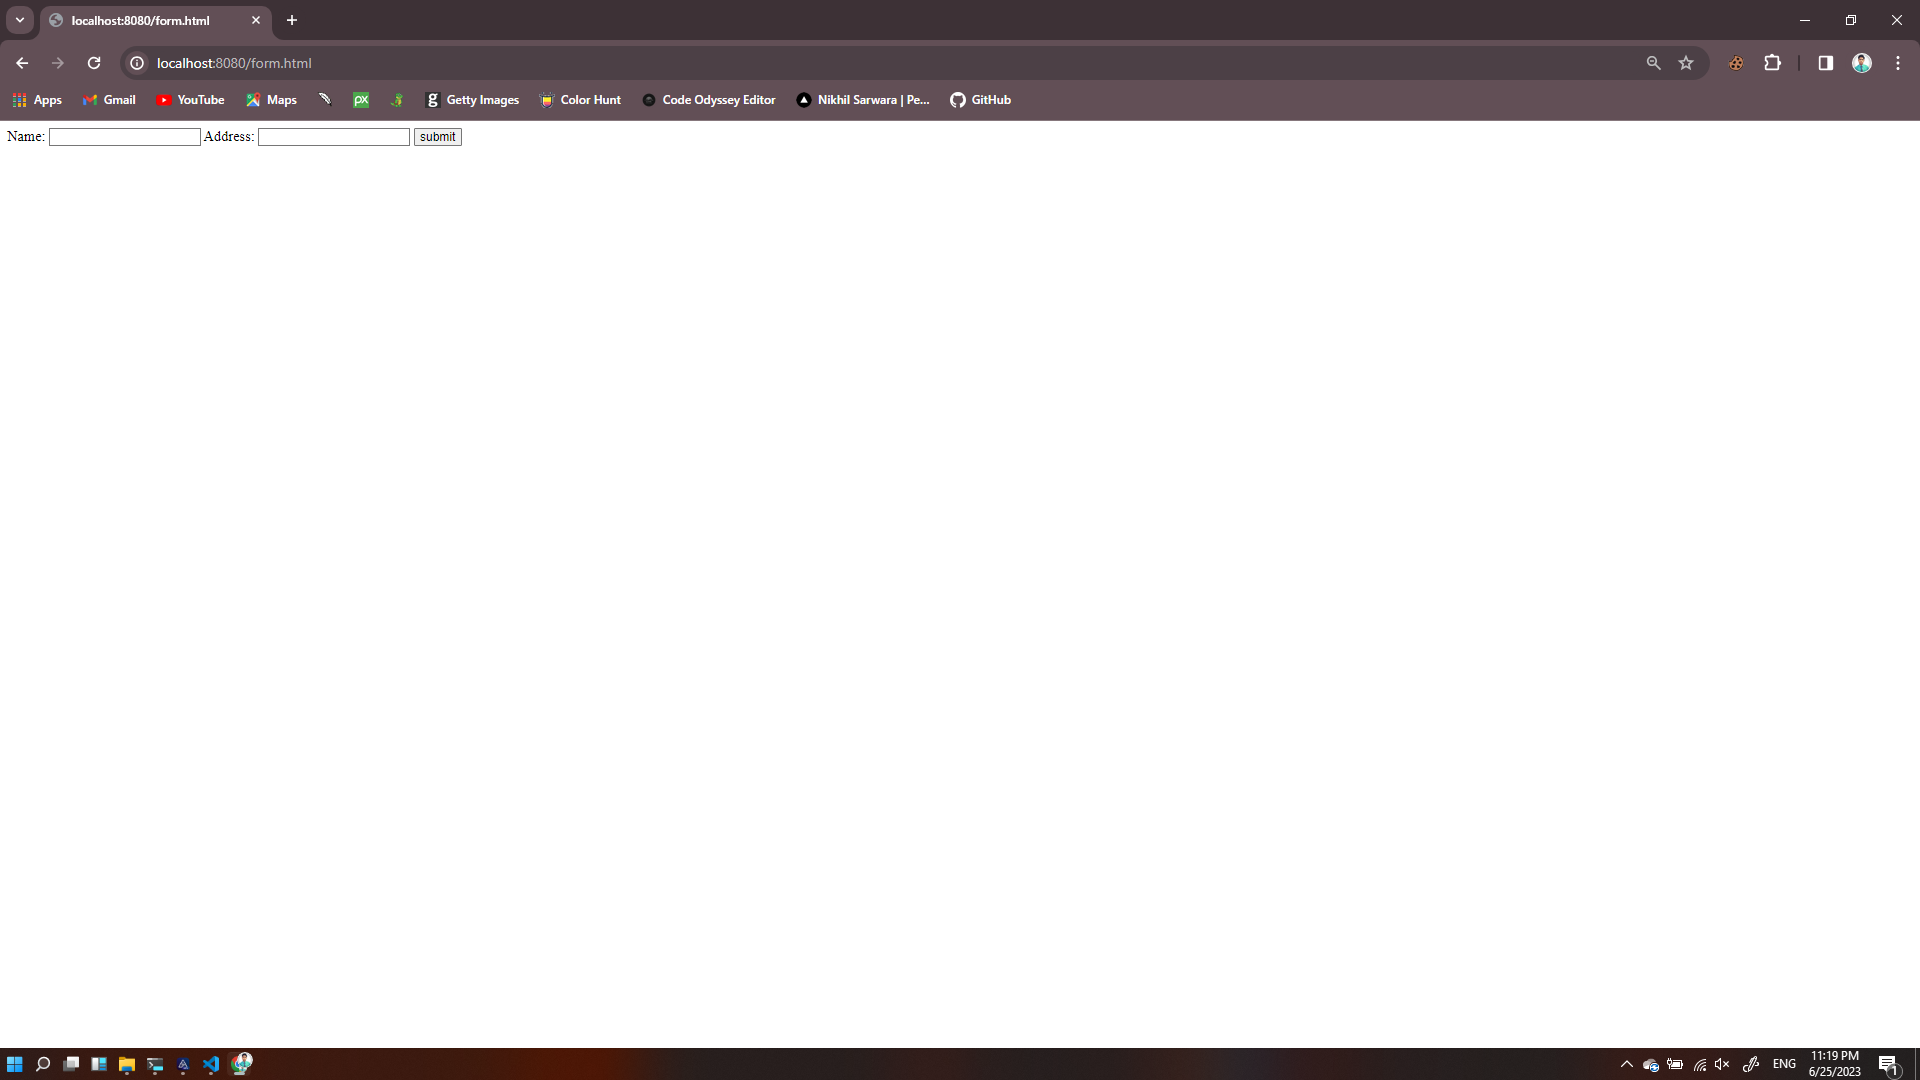 localhost:8080/form.html
localhost:8080/form.html
Apps Gmail YouTube Maps PX g Getty Images Color Hunt Code Odyssey Editor Nikhil Sarwara | Pe... GitHub
Name: Address: submit
ENG 11:19 PM
6/25/2023 1